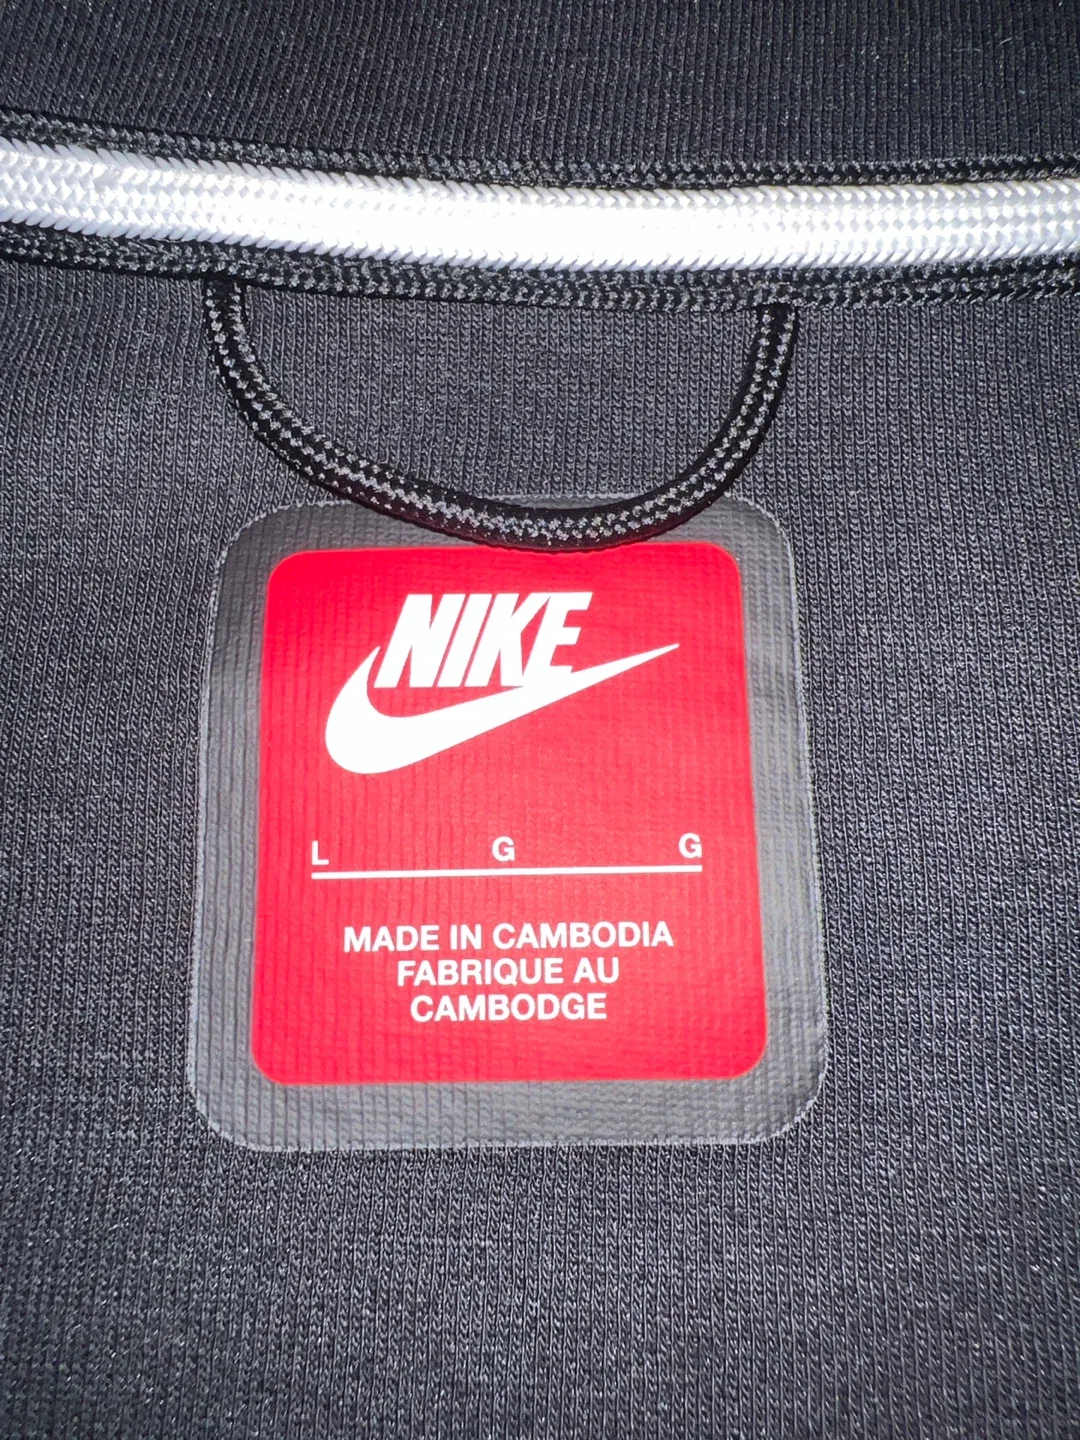 NIKE
L G G
MADE IN CAMBODIA
FABRIQUE AU
CAMBODGE